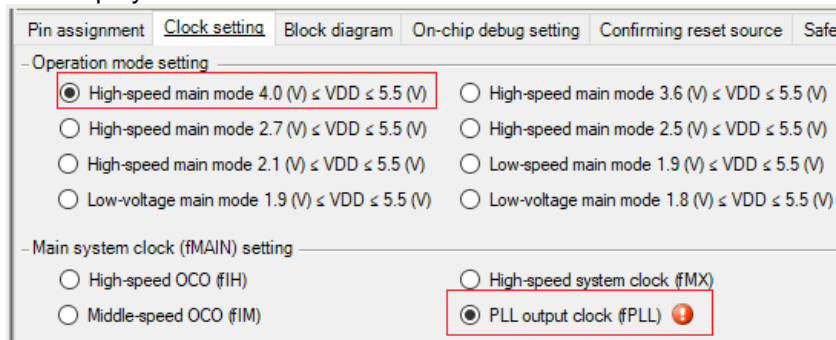 Pin assignment Clock setting Block diagram On-chip debug setting Confirming reset source Safe
Operation mode setting
High-speed main mode 4.0 (V) ≤ VDD ≤ 5.5 (V) High-speed main mode 3.6 (V) ≤ VDD ≤ 5.5 (V)
High-speed main mode 2.7 (V) ≤ VDD ≤ 5.5 (V) High-speed main mode 2.5 (V) ≤ VDD ≤ 5.5 (V)
High-speed main mode 2.1 (V) ≤ VDD ≤ 5.5 (V) Low-speed main mode 1.9 (V) ≤ VDD ≤ 5.5 (V)
Low-voltage main mode 1.9 (V) ≤ VDD ≤ 5.5 (V) Low-voltage main mode 1.8 (V) ≤ VDD ≤ 5.5 (V)
Main system clock (fMAIN) setting
High-speed OCO (fIH) High-speed system clock (fMX)
Middle-speed OCO (fIM) PLL output clock (fPLL)